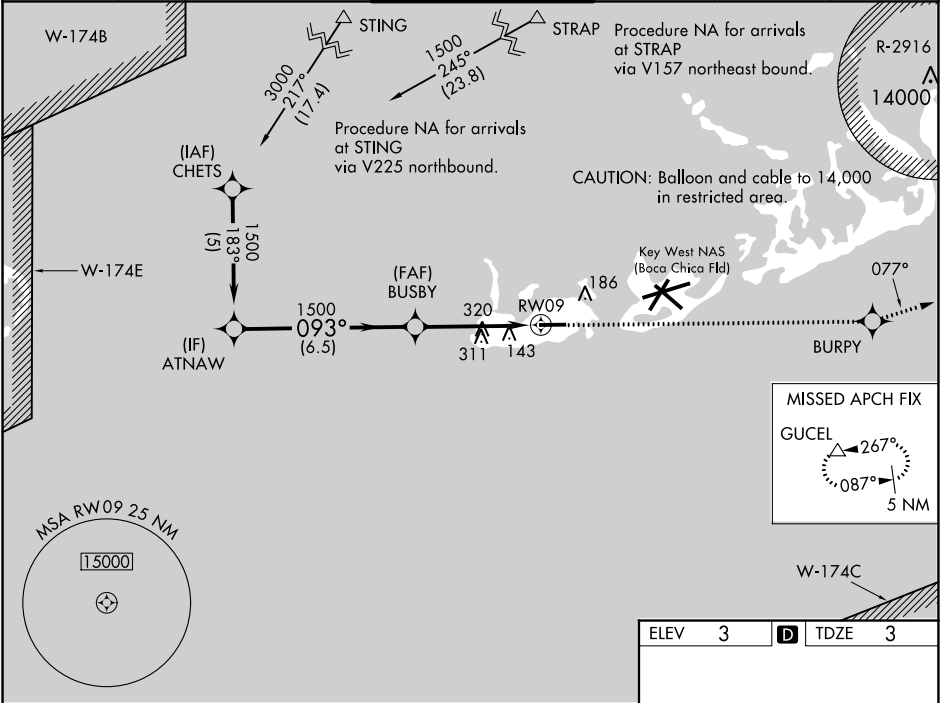 W-174B
STING
3000
217°
(17.4)
1500
245°
(23.8)
STRAP
Procedure NA for arrivals
at STRAP
via V157 northeast bound.
R-2916
14000
Procedure NA for arrivals
at STING
via V225 northbound.
CAUTION: Balloon and cable to 14,000
in restricted area.
(IAF)
CHETS
1500
183°
(5)
W-174E
(FAF)
BUSBY
Key West NAS
(Boca Chica Fld)
077°
186
RW09
320
311
143
1500
093°
(6.5)
(IF)
ATNAW
BURPY
MISSED APCH FIX
GUCEL
267°
087°
5 NM
MSA RW09 25 NM
15000
W-174C
ELEV 3 D TDZE 3